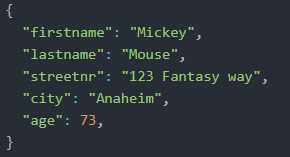 {
  "firstname": "Mickey",
  "lastname": "Mouse",
  "streetnr": "123 Fantasy way",
  "city": "Anaheim",
  "age": 73,
}